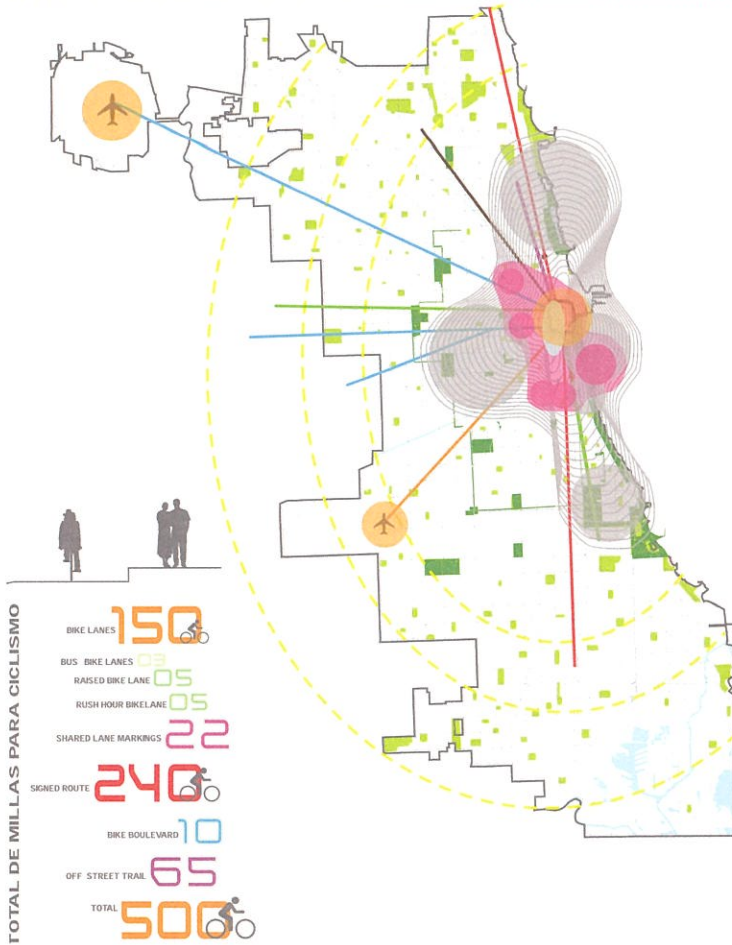 TOTAL DE MILLAS PARA CICLISMO
BIKE LANES 150
BUS BIKE LANES 03
RAISED BIKE LANE 05
RUSH HOUR BIKELANE 05
SHARED LANE MARKINGS 22
SIGNED ROUTE 240
BIKE BOULEVARD 10
OFF STREET TRAIL 65
TOTAL 500